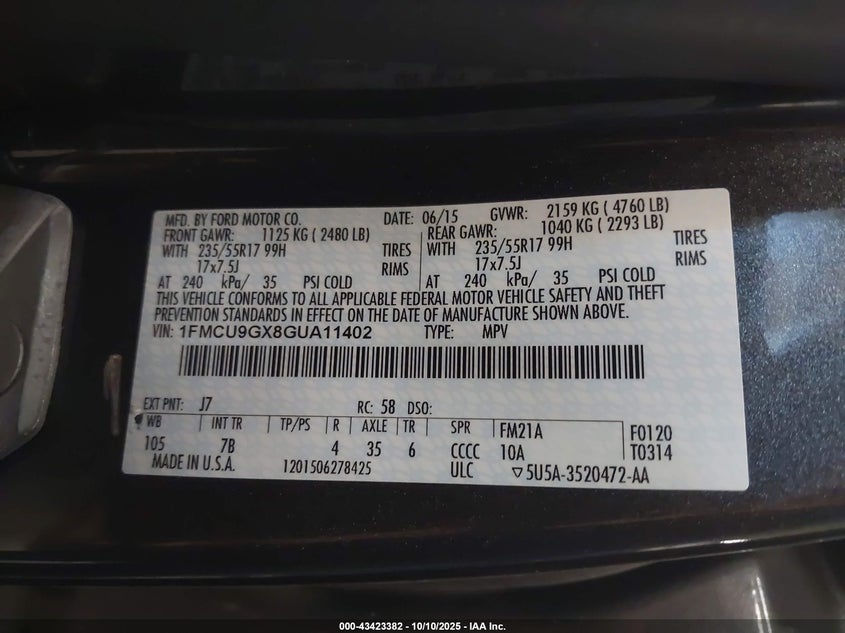 MFD. BY FORD MOTOR CO. DATE: 06/15 GVWR: 2159 KG ( 4760 LB)
FRONT GAWR: 1125 KG ( 2480 LB) REAR GAWR: 1040 KG ( 2293 LB)
WITH 235/55R17 99H TIRES WITH 235/55R17 99H TIRES
17x7.5J RIMS 17x7.5J RIMS
AT 240 kPa/ 35 PSI COLD AT 240 kPa/ 35 PSI COLD
THIS VEHICLE CONFORMS TO ALL APPLICABLE FEDERAL MOTOR VEHICLE SAFETY AND THEFT
PREVENTION STANDARDS IN EFFECT ON THE DATE OF MANUFACTURE SHOWN ABOVE.
VIN: 1FMCU9GX8GUA11402 TYPE: MPV
EXT PNT: J7 RC: 58 DSO:
WB INT TR TP/PS R AXLE TR SPR FM21A F0120
105 7B 4 35 6 CCCC 10A T0314
MADE IN U.S.A. 1201506278425 ULC ▽5U5A-3520472-AA
000-43423382 - 10/10/2025 - IAA Inc.